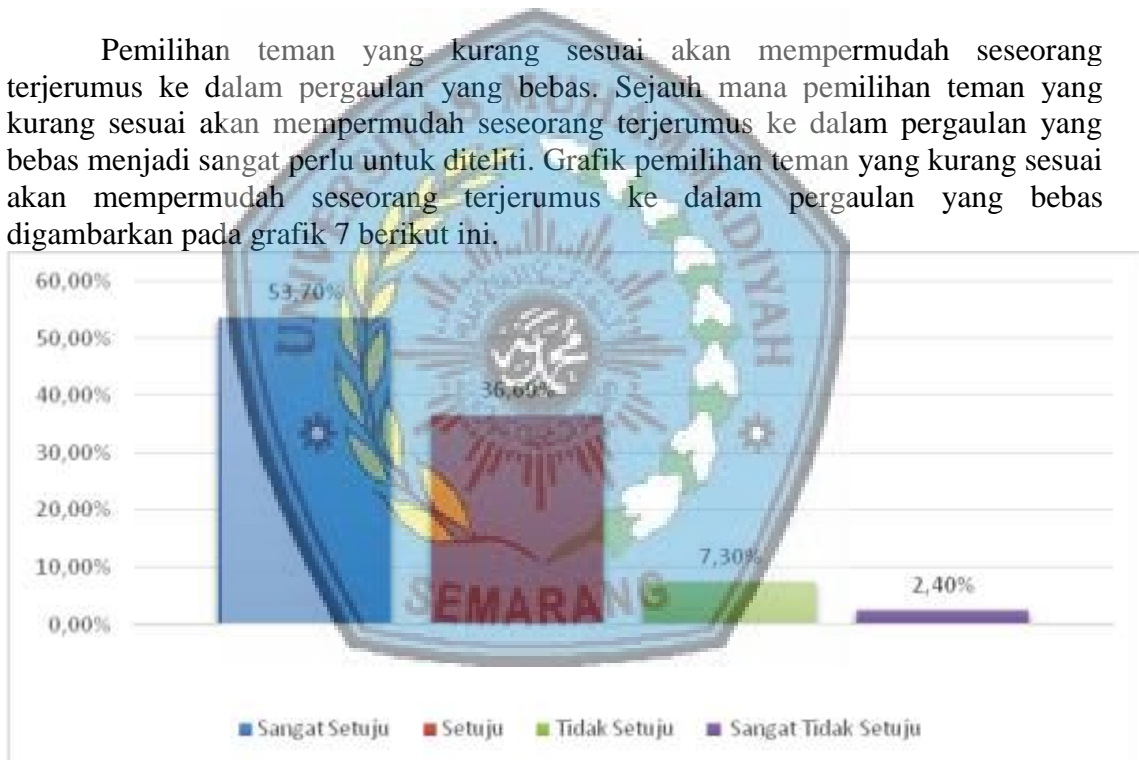 Pemilihan teman yang kurang sesuai akan mempermudah seseorang
terjerumus ke dalam pergaulan yang bebas. Sejauh mana pemilihan teman yang
kurang sesuai akan mempermudah seseorang terjerumus ke dalam pergaulan yang
bebas menjadi sangat perlu untuk diteliti. Grafik pemilihan teman yang kurang sesuai
akan mempermudah seseorang terjerumus ke dalam pergaulan yang bebas
digambarkan pada grafik 7 berikut ini.
UNIVERSITAS MUHAMMADIYAH
SEMARANG
60,00%
50,00%
40,00%
30,00%
20,00%
10,00%
0,00%
53,70%
36,60%
7,30%
2,40%
Sangat Setuju Setuju Tidak Setuju Sangat Tidak Setuju